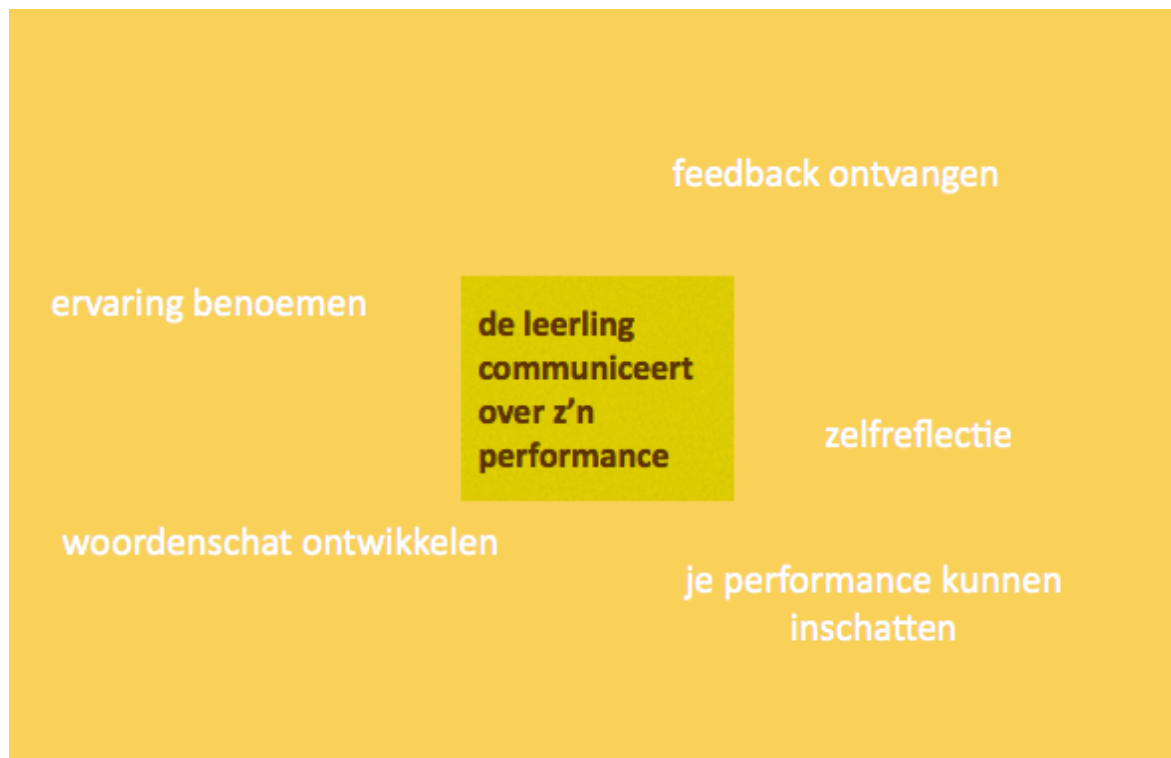 feedback ontvangen
ervaring benoemen
de leerling
communiceert
over z'n
performance
zelfreflectie
woordenschat ontwikkelen
je performance kunnen
inschatten